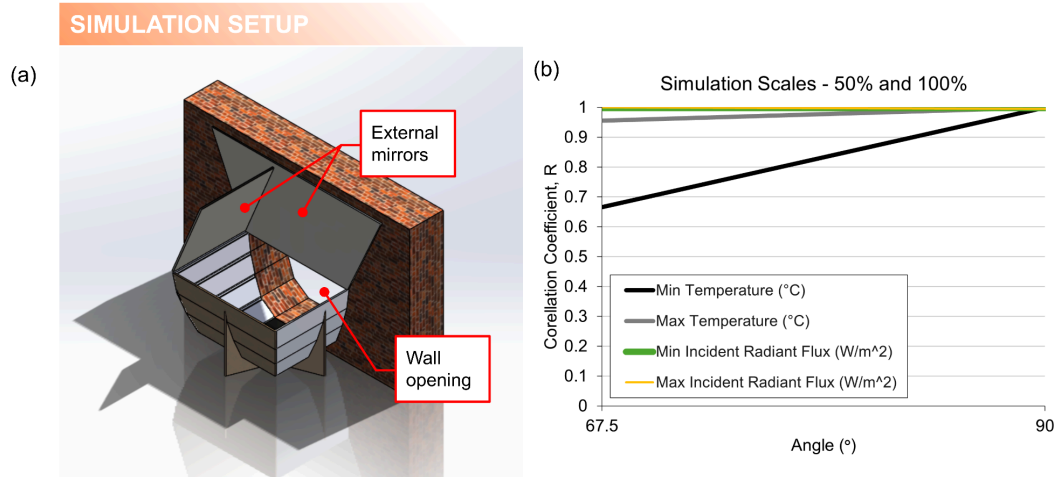 SIMULATION SETUP
(a)
External
mirrors
Wall
opening
(b)
Simulation Scales - 50% and 100%
Corellation Coefficient, R
1
0.9
0.8
0.7
0.6
0.5
0.4
0.3
0.2
0.1
0
Min Temperature (°C)
Max Temperature (°C)
Min Incident Radiant Flux (W/m^2)
Max Incident Radiant Flux (W/m^2)
67.5
90
Angle (°)